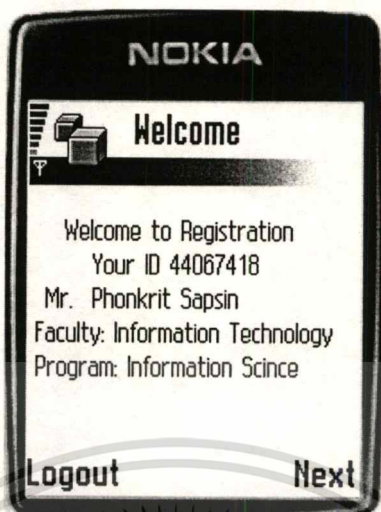 NOKIA
Welcome
Welcome to Registration
Your ID 44067418
Mr. Phonkrit Sapsin
Faculty: Information Technology
Program: Information Scince
Logout Next